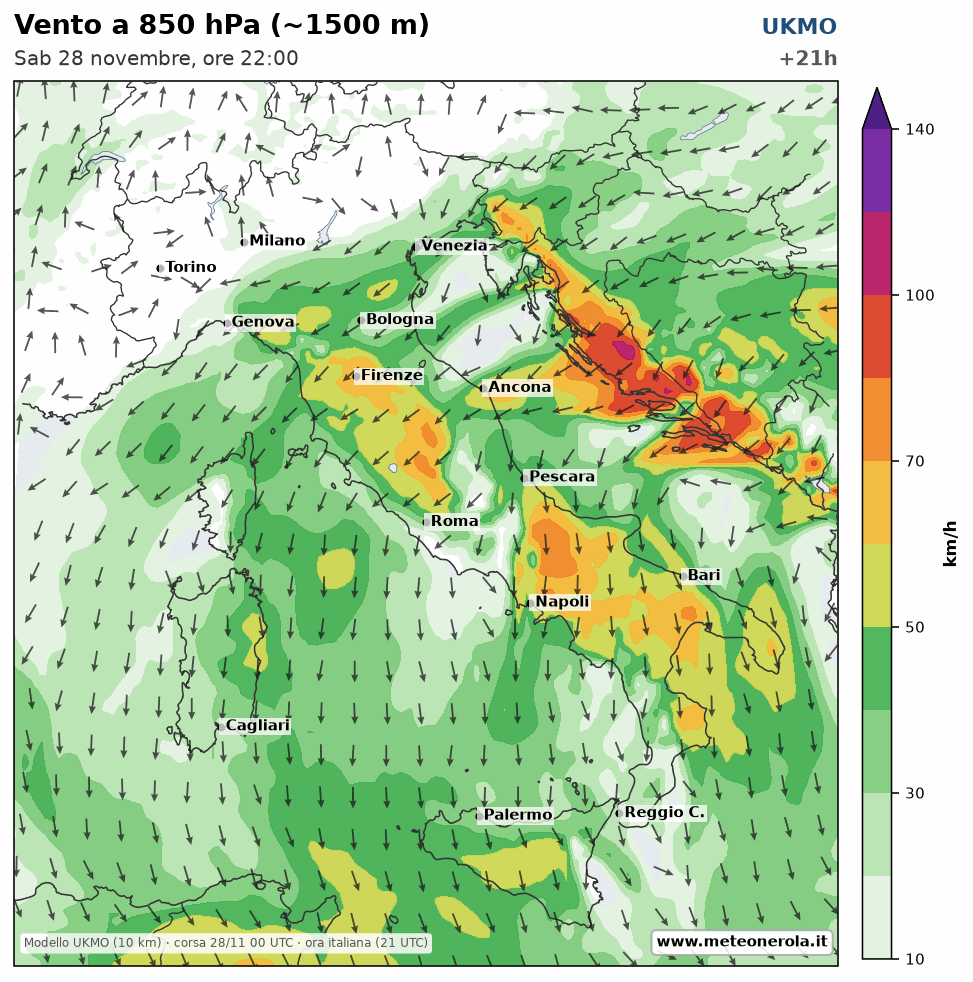 Vento a 850 hPa (~1500 m)
UKMO
Sab 28 novembre, ore 22:00
+21h
140
Venezia
Milano
Torino
100
Genova
Bologna
Firenze
Ancona
70
Pescara
Roma
km/h
Bari
Napoli
50
Cagliari
30
Palermo
Reggio C.
Modello UKMO (10 km) · corsa 28/11 00 UTC · ora italiana (21 UTC)
www.meteonerola.it
10